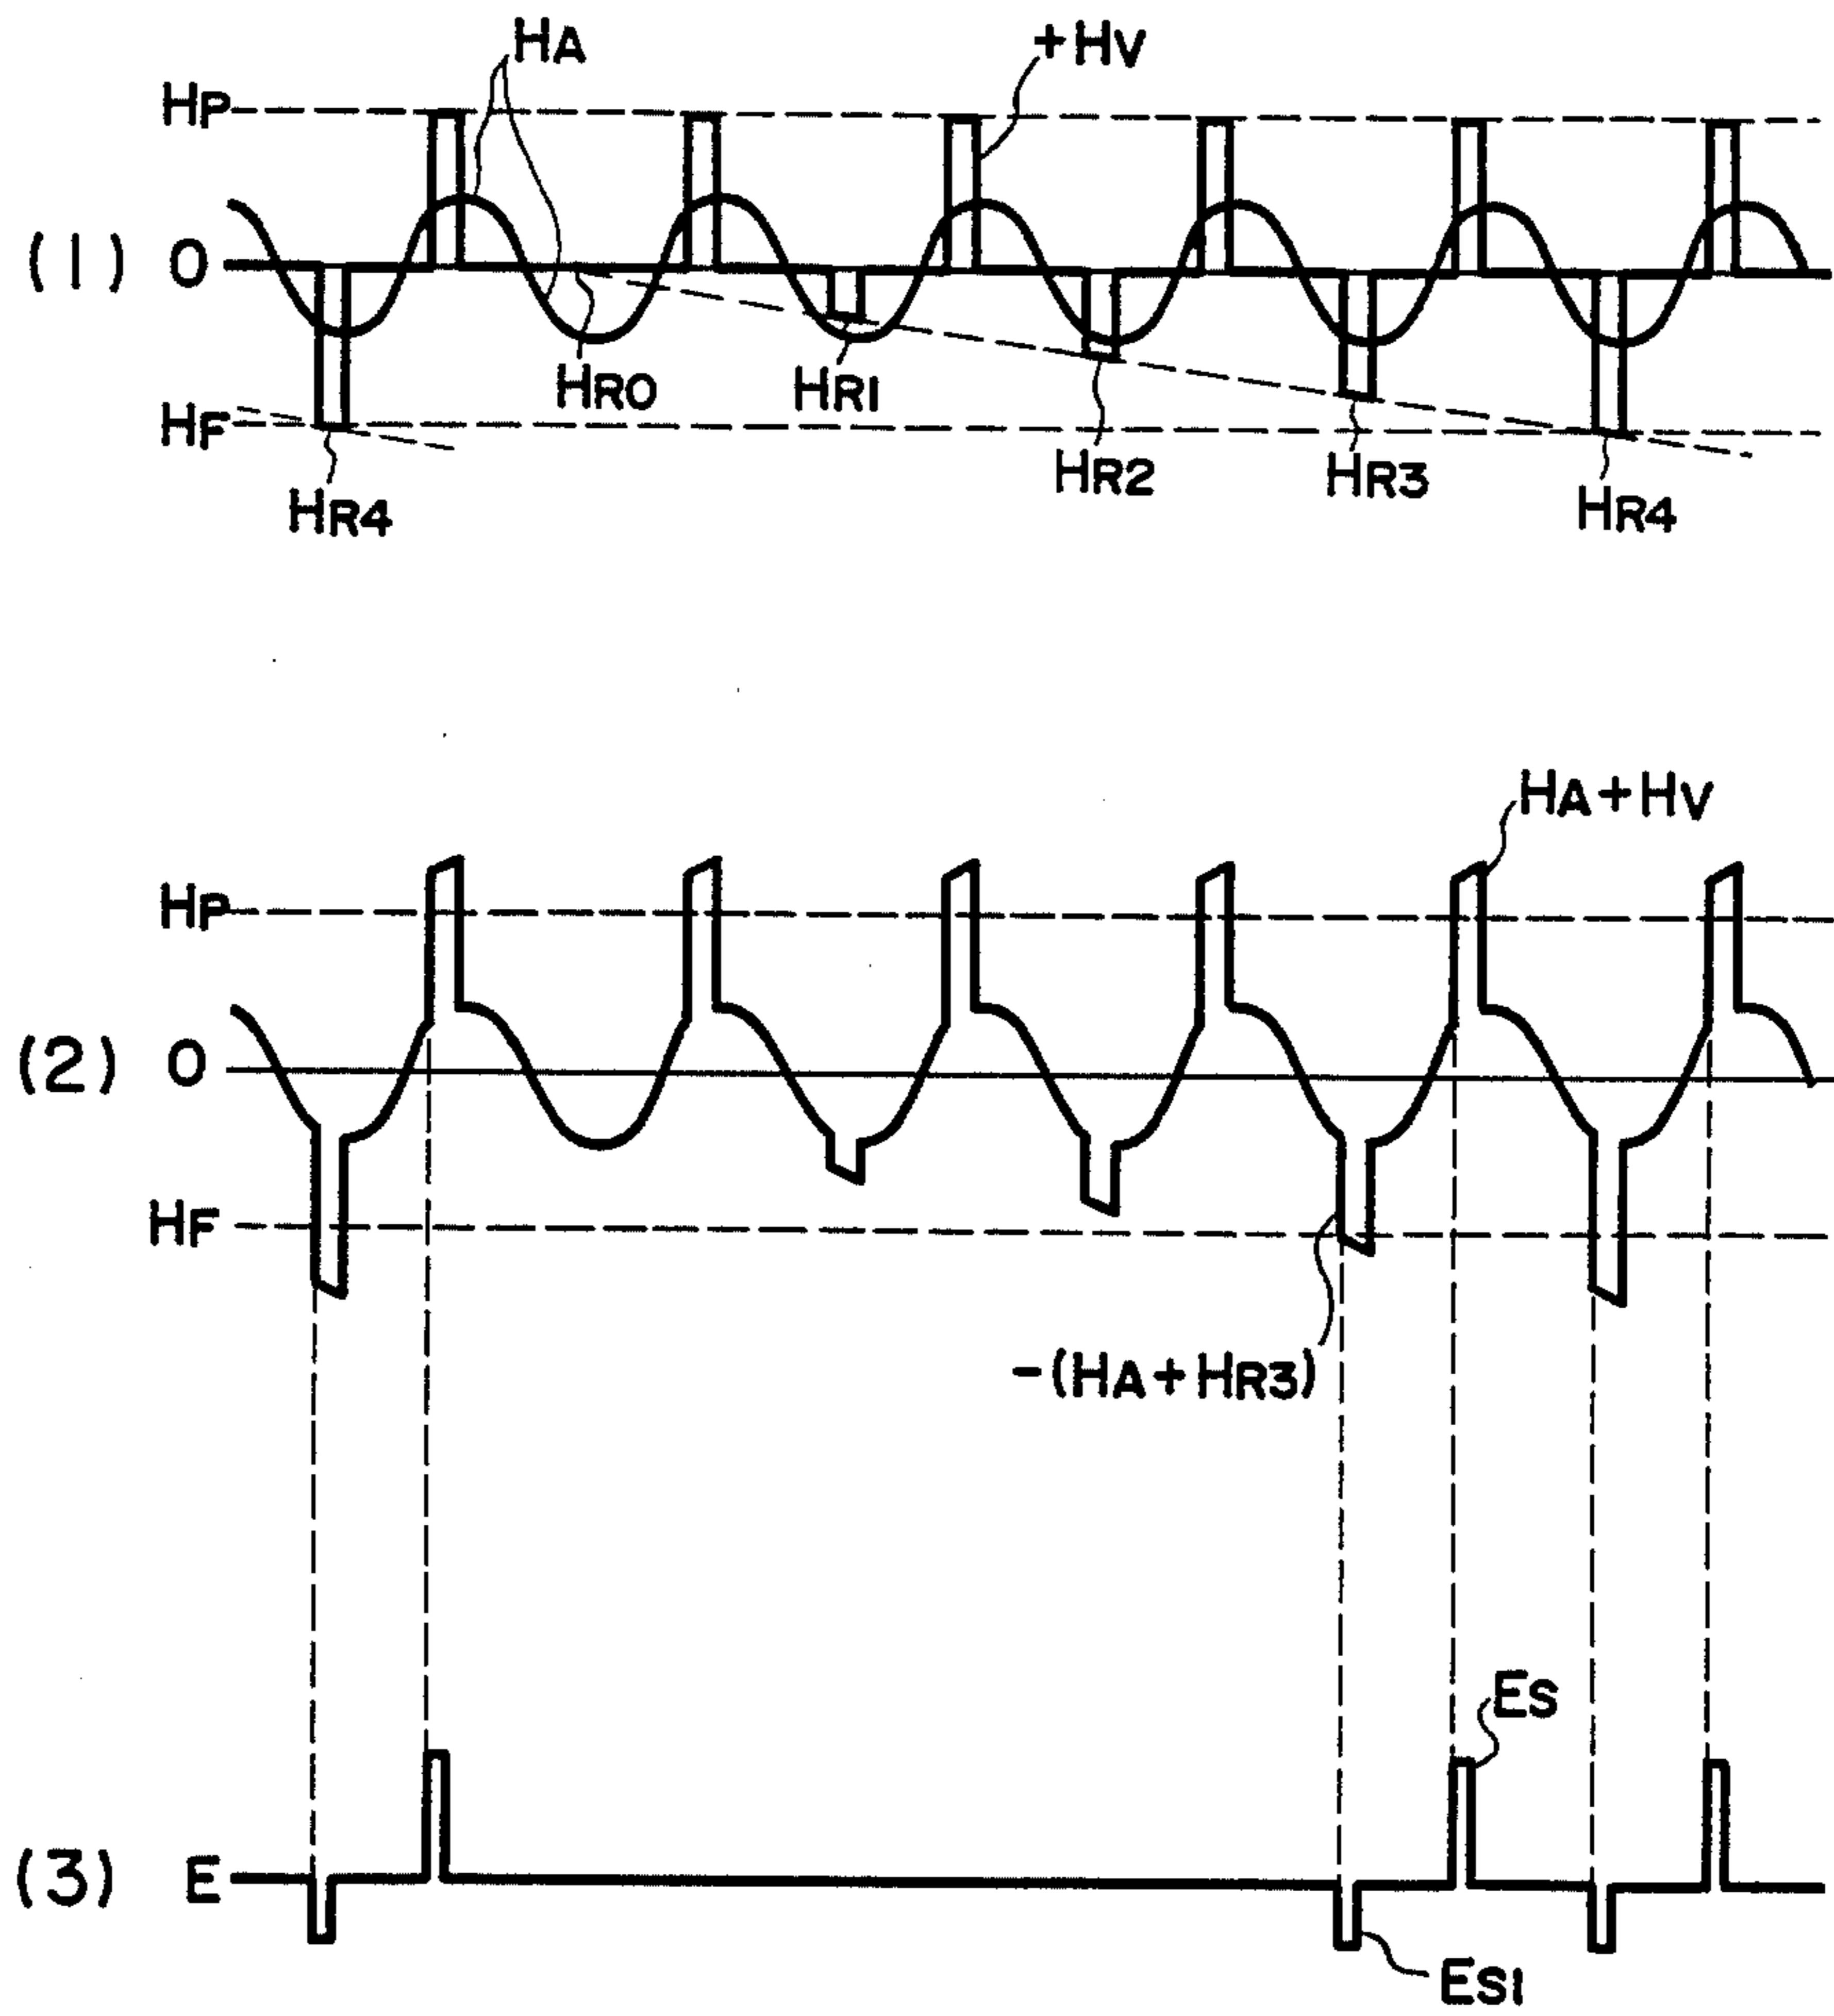 HA
+HV
HP
(1) 0
HR0
HR1
HF
HR2
HR3
HR4
HR4
HA+HV
HP
(2) 0
HF
-(HA+HR3)
ES
(3) E
ES1